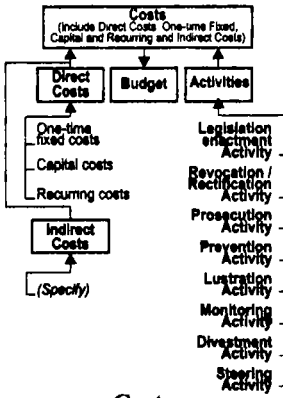 Costs
(Include Direct Costs One-time Fixed,
Capital and Recurring and Indirect Costs)
Direct
Costs
Budget
Activities
One-time
fixed costs
Capital costs
Recurring costs
Indirect
Costs
(Specify)
Legislation
enactment
Activity
Revocation /
Rectification
Activity
Prosecution
Activity
Prevention
Activity
Lustration
Activity
Monitoring
Activity
Divestment
Activity
Steering
Activity